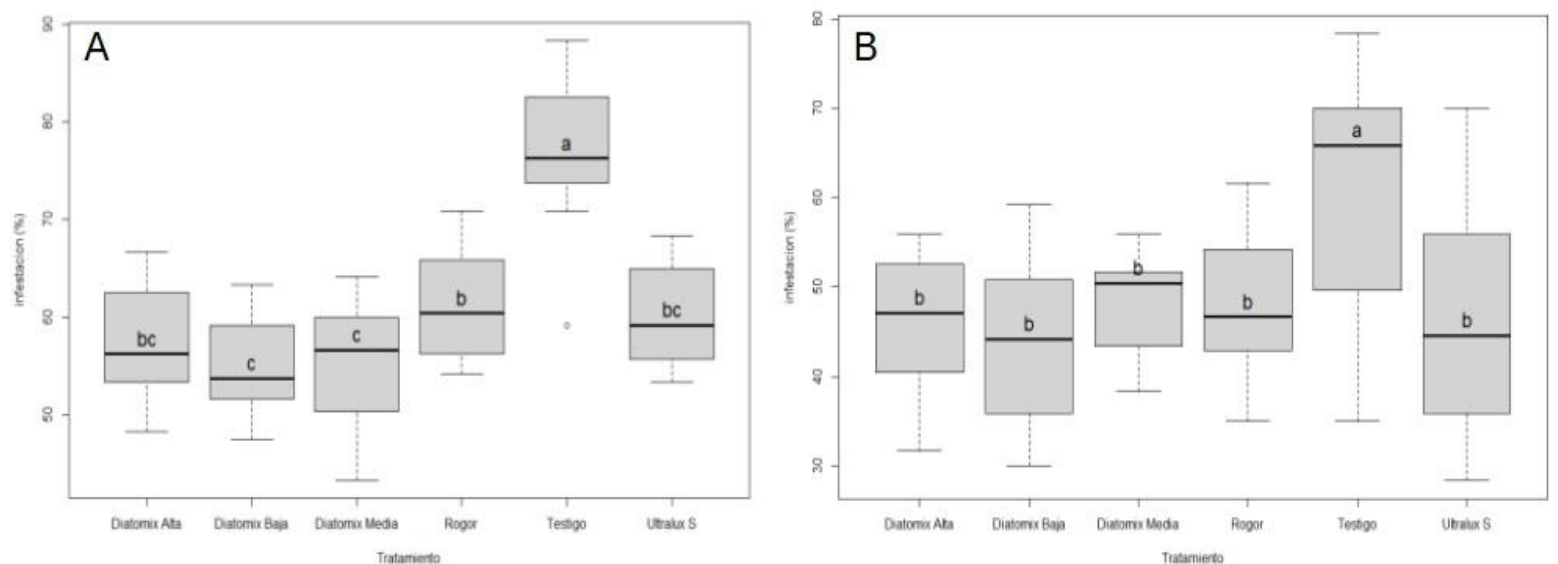 A
90
80
70
60
50
infestacion (%)
bc
c
c
b
a
bc
Diatomix Alta
Diatomix Baja
Diatomix Media
Rogor
Testigo
Ultralux S
Tratamiento
B
80
70
60
50
40
30
infestacion (%)
b
b
b
b
a
b
Diatomix Alta
Diatomix Baja
Diatomix Media
Rogor
Testigo
Ultralux S
Tratamiento